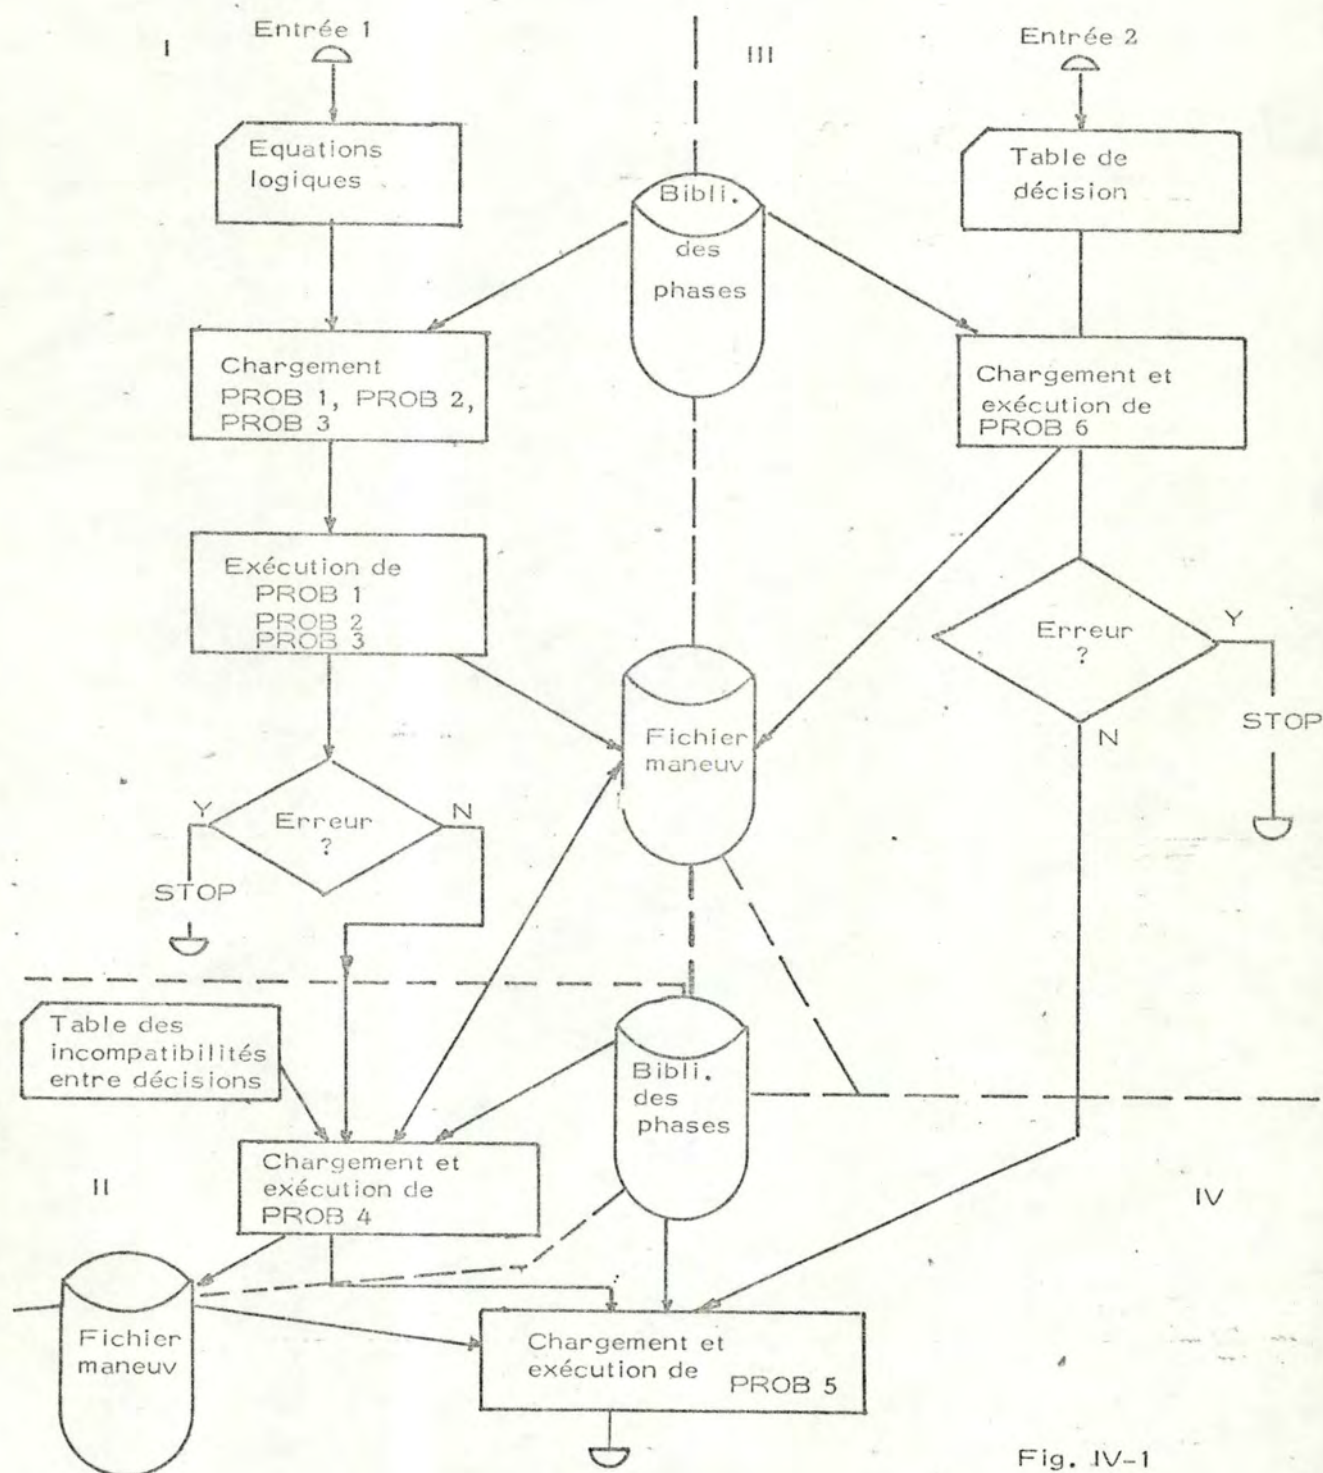 I
Entrée 1
III
Entrée 2
Equations
logiques
Bibli.
des
phases
Table de
décision
Chargement
PROB 1, PROB 2,
PROB 3
Chargement et
exécution de
PROB 6
Exécution de
PROB 1
PROB 2
PROB 3
Erreur
?
Y
STOP
N
Fichier
maneuv
Y
Erreur
?
N
STOP
Table des
incompatibilités
entre décisions
Bibli.
des
phases
II
Chargement et
exécution de
PROB 4
IV
Fichier
maneuv
Chargement et
exécution de
PROB 5
Fig. IV-1